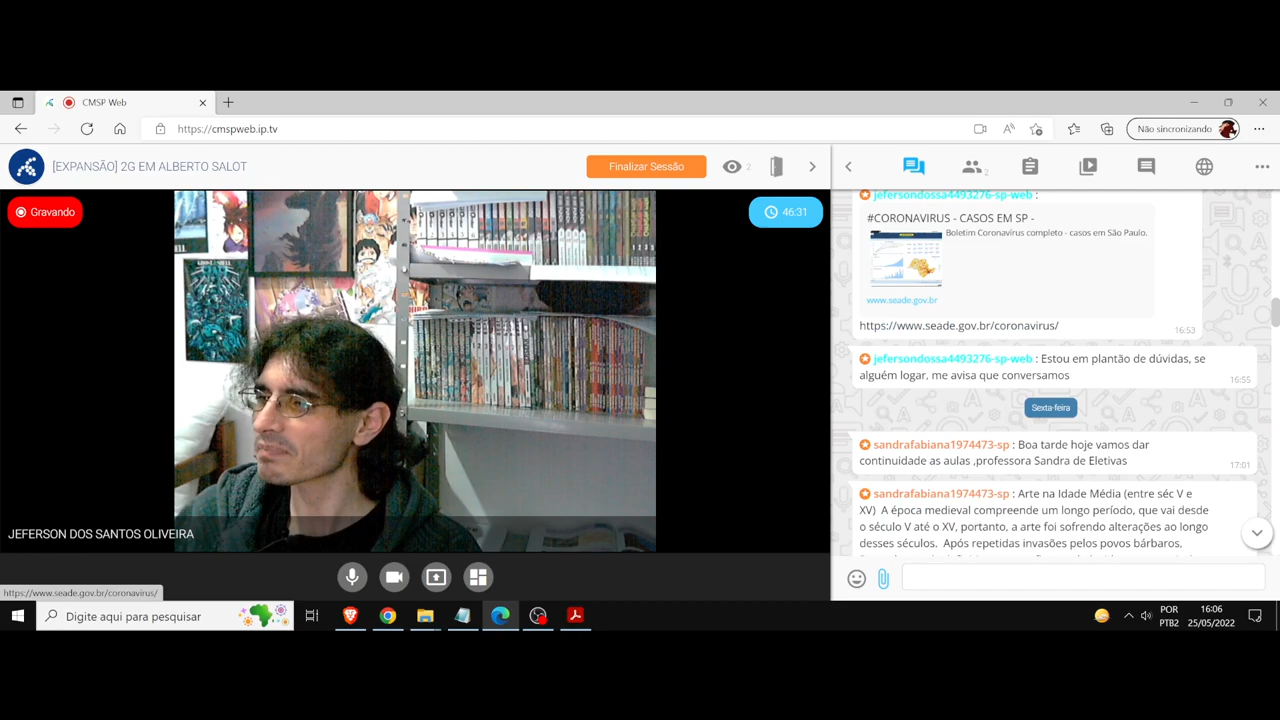 CMSP Web
https://cmspweb.ip.tv
Não sincronizando
[EXPANSÃO] 2G EM ALBERTO SALOT
Finalizar Sessão
2
2
Gravando
46:31
JEFERSON DOS SANTOS OLIVEIRA
jefersondossa4493276-sp-web :
#CORONAVIRUS - CASOS EM SP -
Boletim Coronavírus completo - casos em São Paulo.
www.seade.gov.br
https://www.seade.gov.br/coronavirus/
16:53
jefersondossa4493276-sp-web : Estou em plantão de dúvidas, se
alguém logar, me avisa que conversamos
16:55
Sexta-feira
sandrafabiana1974473-sp : Boa tarde hoje vamos dar
continuidade as aulas ,professora Sandra de Eletivas
17:01
sandrafabiana1974473-sp : Arte na Idade Média (entre séc V e
XV) A época medieval compreende um longo período, que vai desde
o século V até o XV, portanto, a arte foi sofrendo alterações ao longo
desses séculos. Após repetidas invasões pelos povos bárbaros,
https://www.seade.gov.br/coronavirus/
Digite aqui para pesquisar
POR
PTB2
16:06
25/05/2022